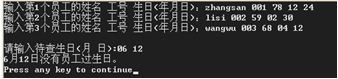 输入第1个员工的姓名 工号 生日(年月日): zhangsan 001 78 12 24
输入第2个员工的姓名 工号 生日(年月日): lisi 002 59 02 30
输入第3个员工的姓名 工号 生日(年月日): wangwu 003 68 04 12
请输入待查生日(月 日):06 12
6月12日没有员工过生日。
Press any key to continue